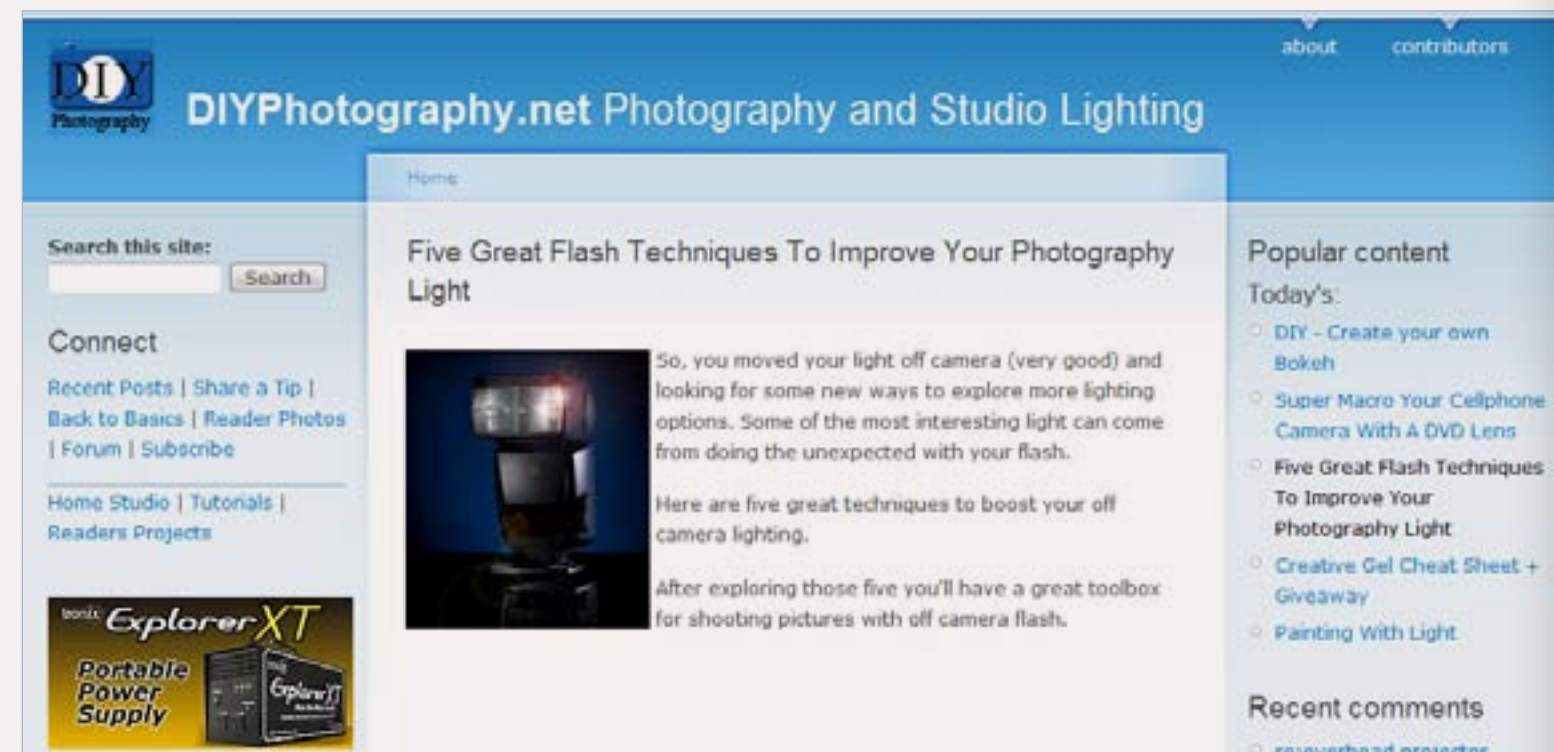 about contributors
DIY
Photography
DIYPhotography.net Photography and Studio Lighting
Home
Search this site:
Search
Connect
Recent Posts | Share a Tip |
Back to Basics | Reader Photos
| Forum | Subscribe
Home Studio | Tutorials |
Readers Projects
Explorer XT
Portable
Power
Supply
Explorer XT
Five Great Flash Techniques To Improve Your Photography
Light
So, you moved your light off camera (very good) and
looking for some new ways to explore more lighting
options. Some of the most interesting light can come
from doing the unexpected with your flash.
Here are five great techniques to boost your off
camera lighting.
After exploring those five you'll have a great toolbox
for shooting pictures with off camera flash.
Popular content
Today's:
DIY - Create your own
Bokeh
Super Macro Your Cellphone
Camera With A DVD Lens
Five Great Flash Techniques
To Improve Your
Photography Light
Creative Gel Cheat Sheet +
Giveaway
Painting With Light
Recent comments